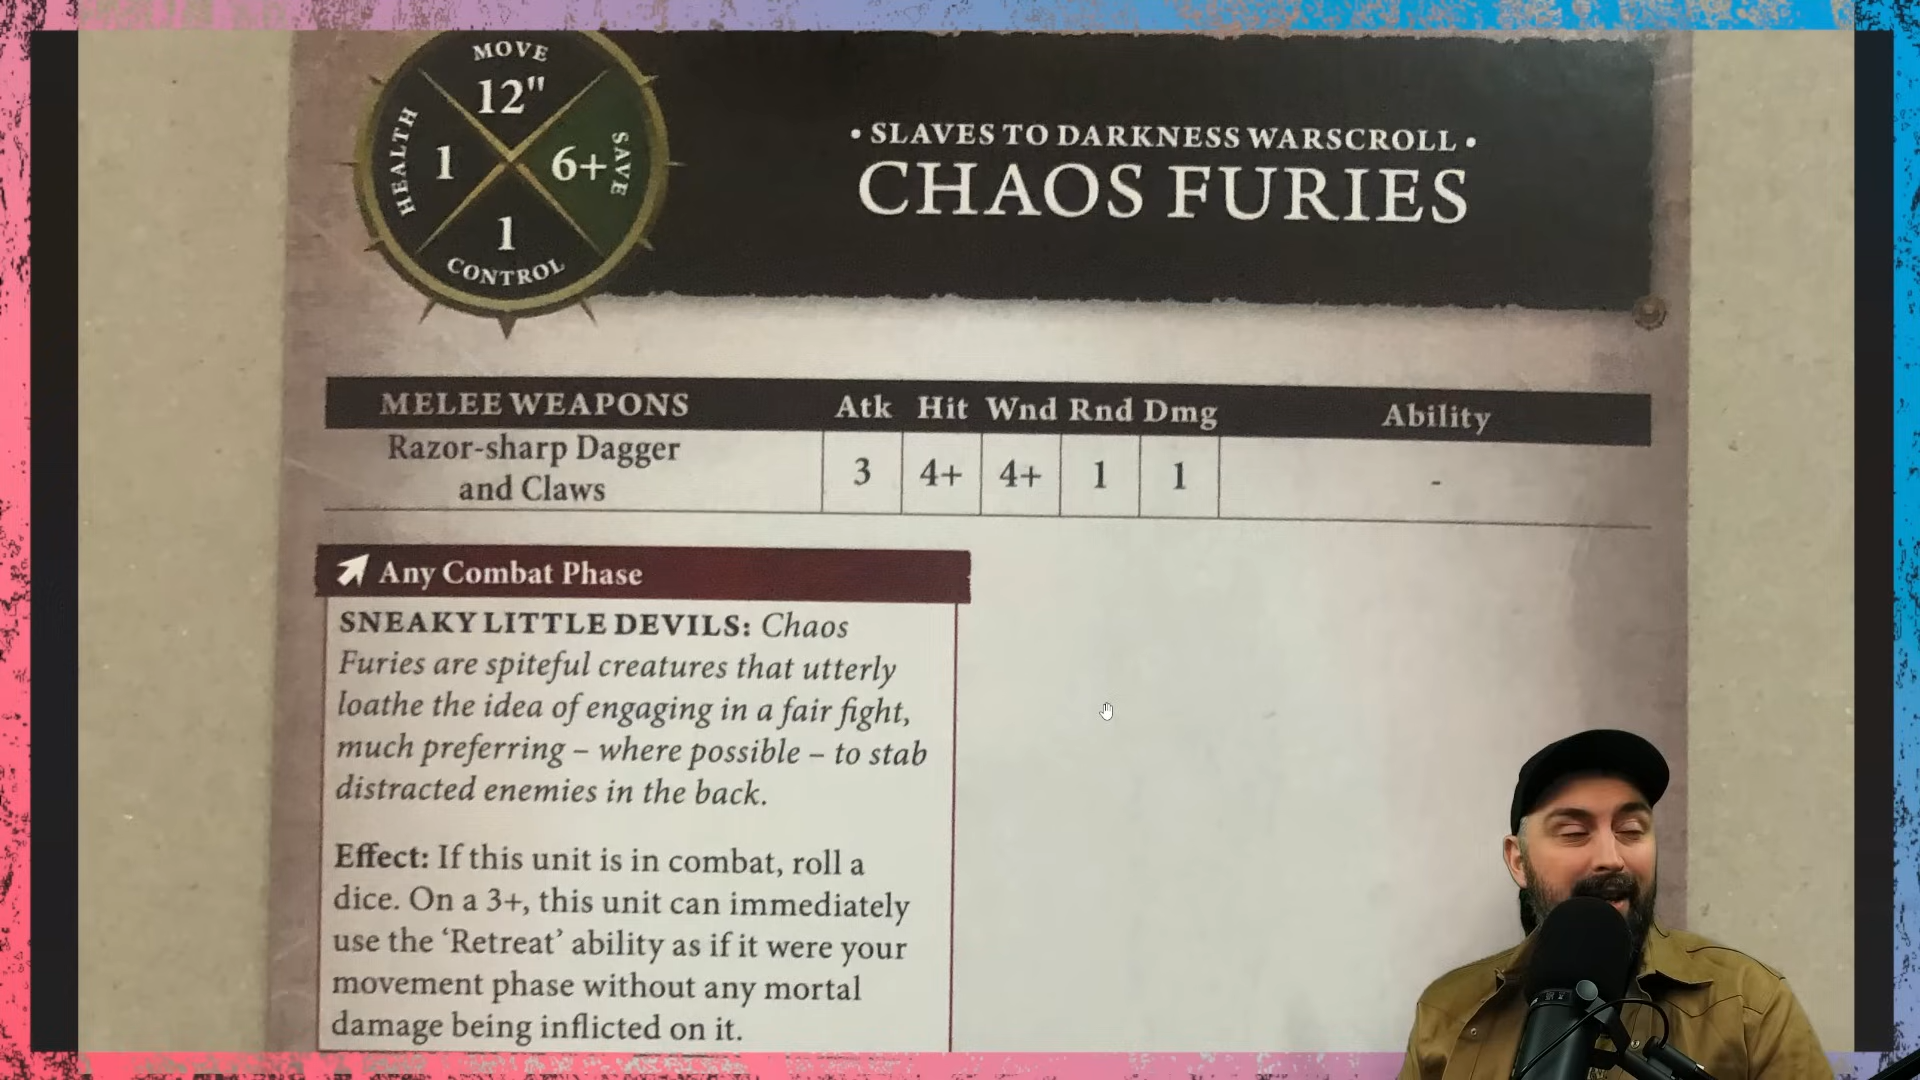 MOVE
12"
HEALTH
1
6+
SAVE
1
CONTROL
• SLAVES TO DARKNESS WARSCROLL •
CHAOS FURIES
MELEE WEAPONS Atk Hit Wnd Rnd Dmg Ability
Razor-sharp Dagger
and Claws
3 4+ 4+ 1 1 -
Any Combat Phase
SNEAKY LITTLE DEVILS: Chaos
Furies are spiteful creatures that utterly
loathe the idea of engaging in a fair fight,
much preferring – where possible – to stab
distracted enemies in the back.
Effect: If this unit is in combat, roll a
dice. On a 3+, this unit can immediately
use the ‘Retreat’ ability as if it were your
movement phase without any mortal
damage being inflicted on it.